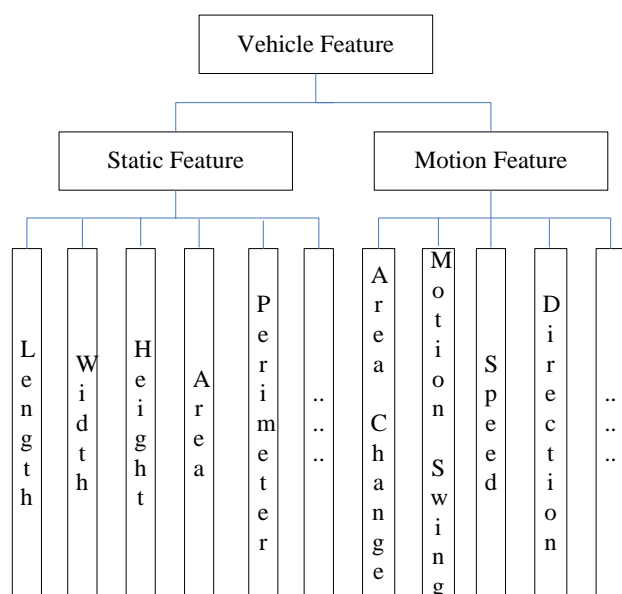 Vehicle Feature
Static Feature
Motion Feature
Length
Width
Height
Area
Perimeter
......
Area Change
Motion Swing
Speed
Direction
......